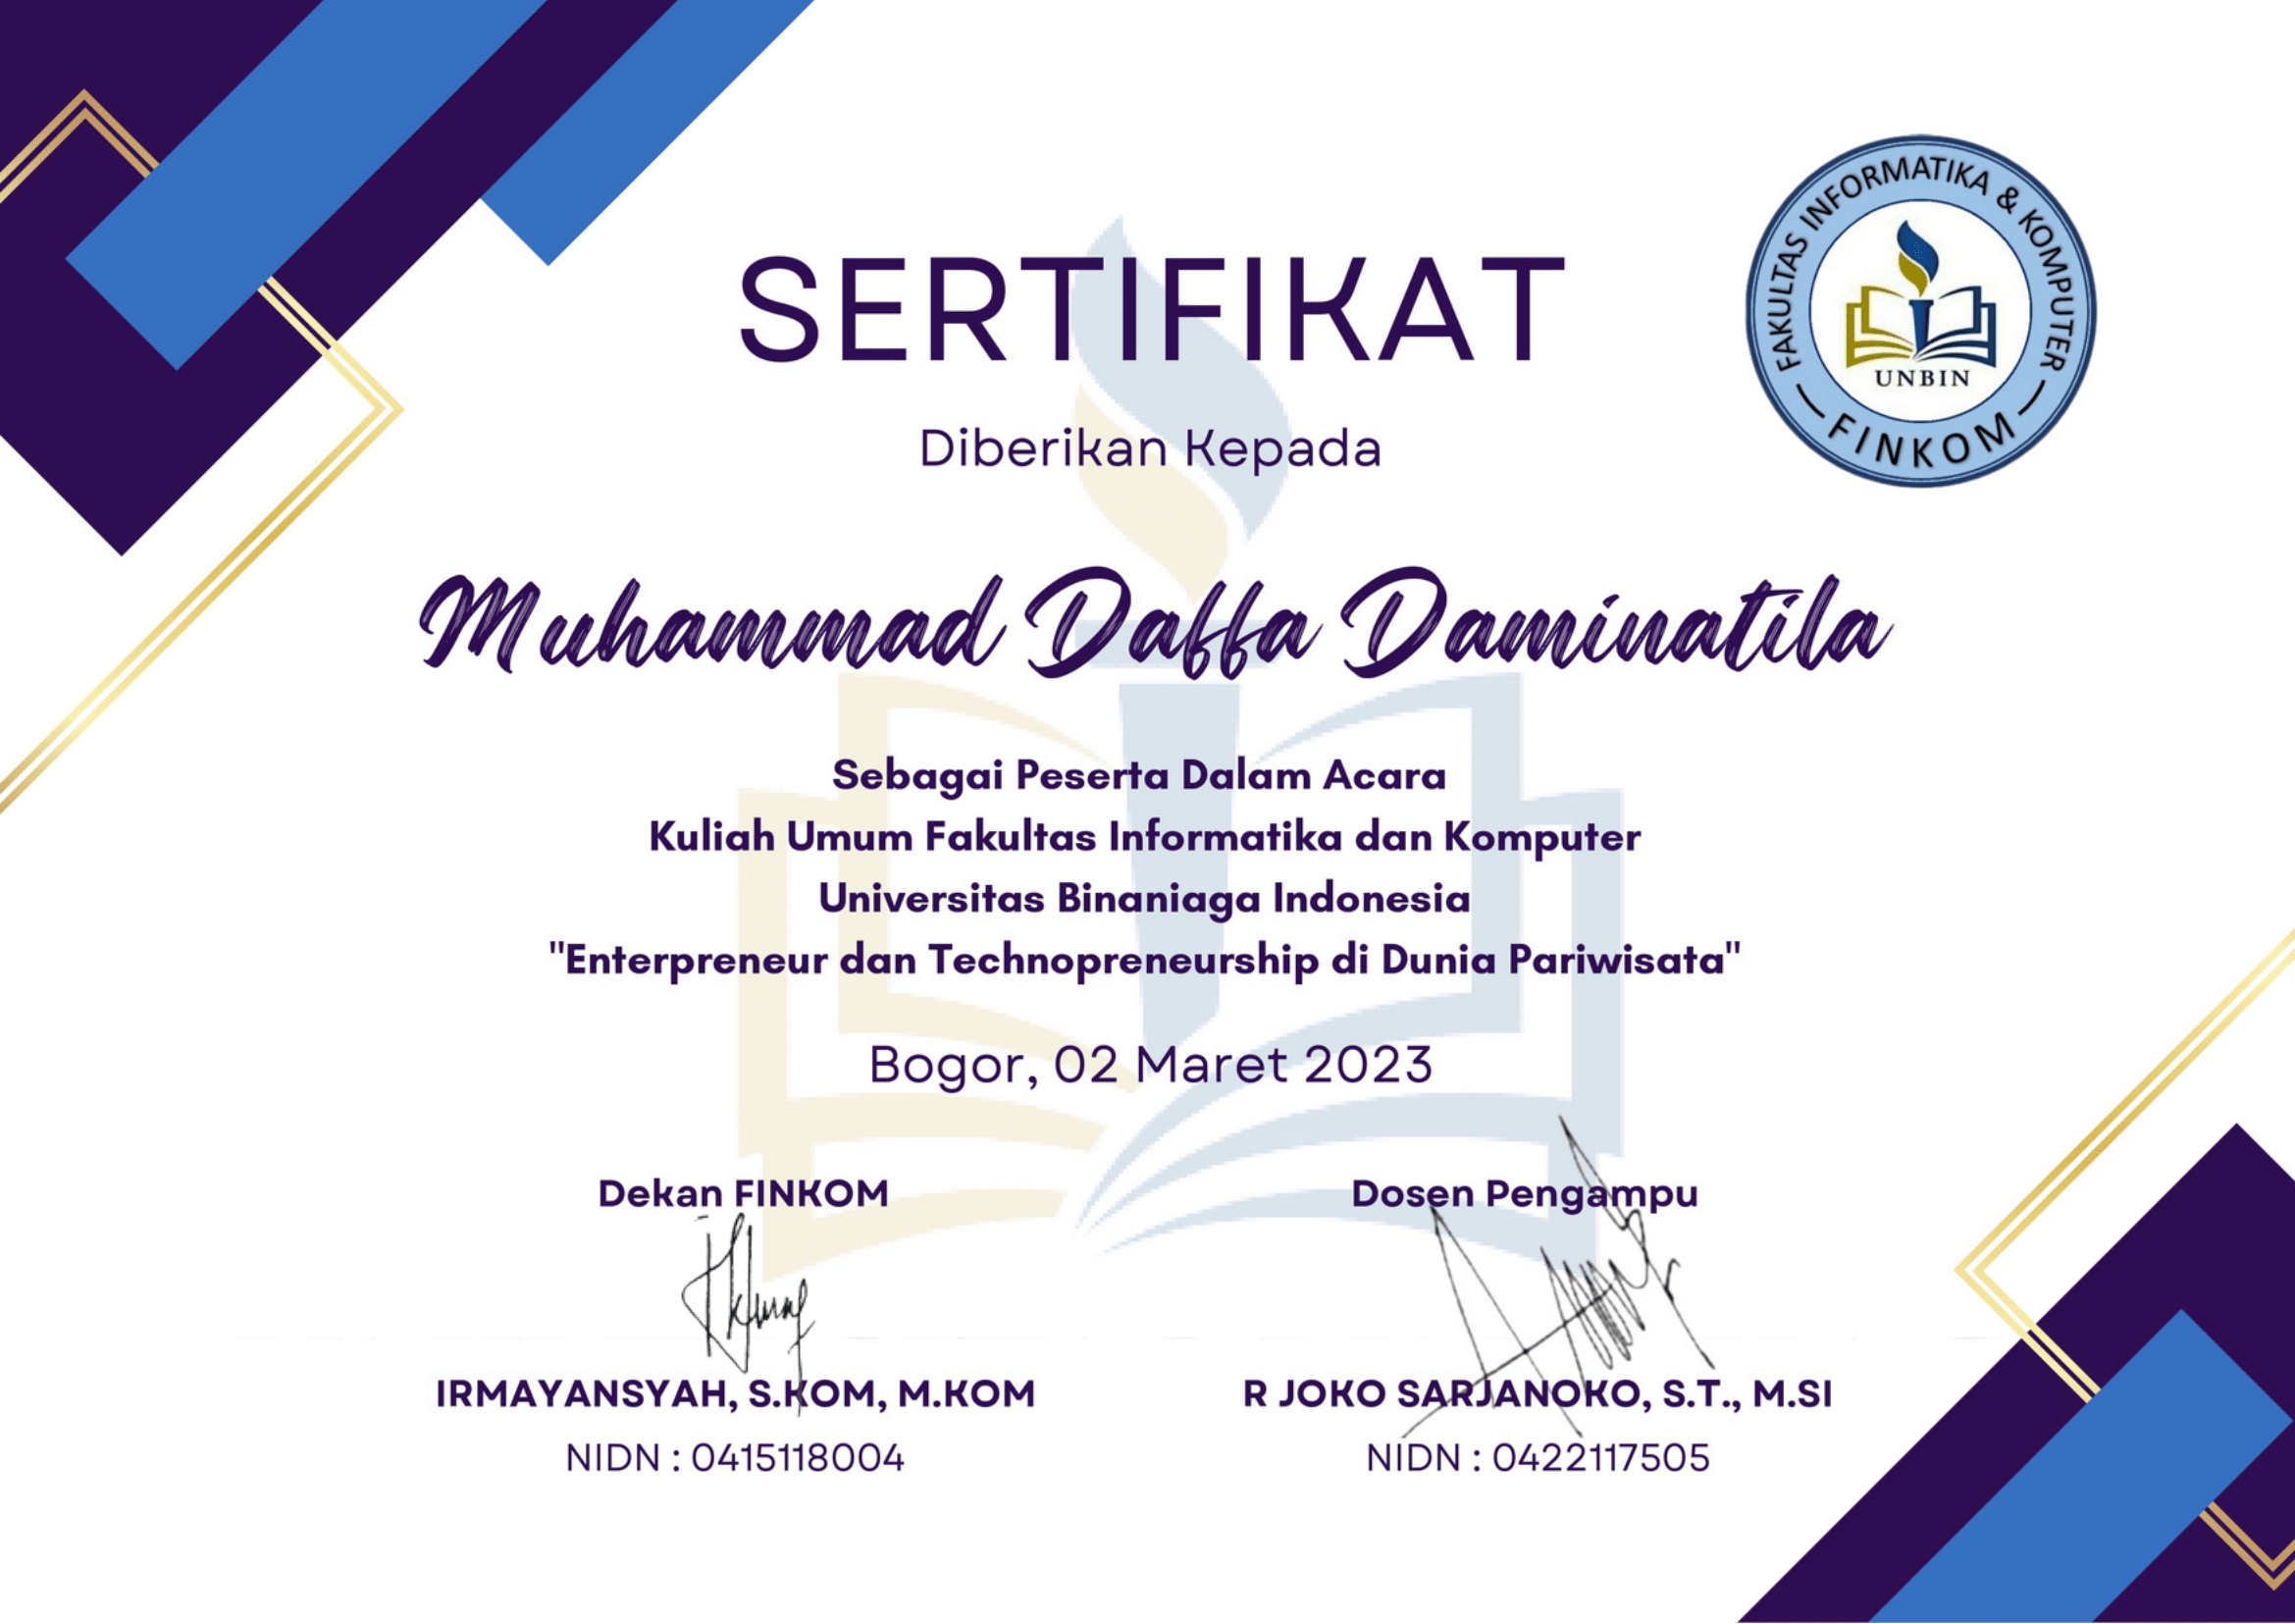 SERTIFIKAT
FAKULTAS INFORMATIKA & KOMPUTER
UNBIN
FINKOM
Diberikan Kepada
Muhammad Daffa Daminatila
Sebagai Peserta Dalam Acara
Kuliah Umum Fakultas Informatika dan Komputer
Universitas Binaniaga Indonesia
"Enterpreneur dan Technopreneurship di Dunia Pariwisata"
Bogor, 02 Maret 2023
Dekan FINKOM
IRMAYANSYAH, S.KOM, M.KOM
NIDN : 0415118004
Dosen Pengampu
R JOKO SARJANOKO, S.T., M.SI
NIDN : 0422117505